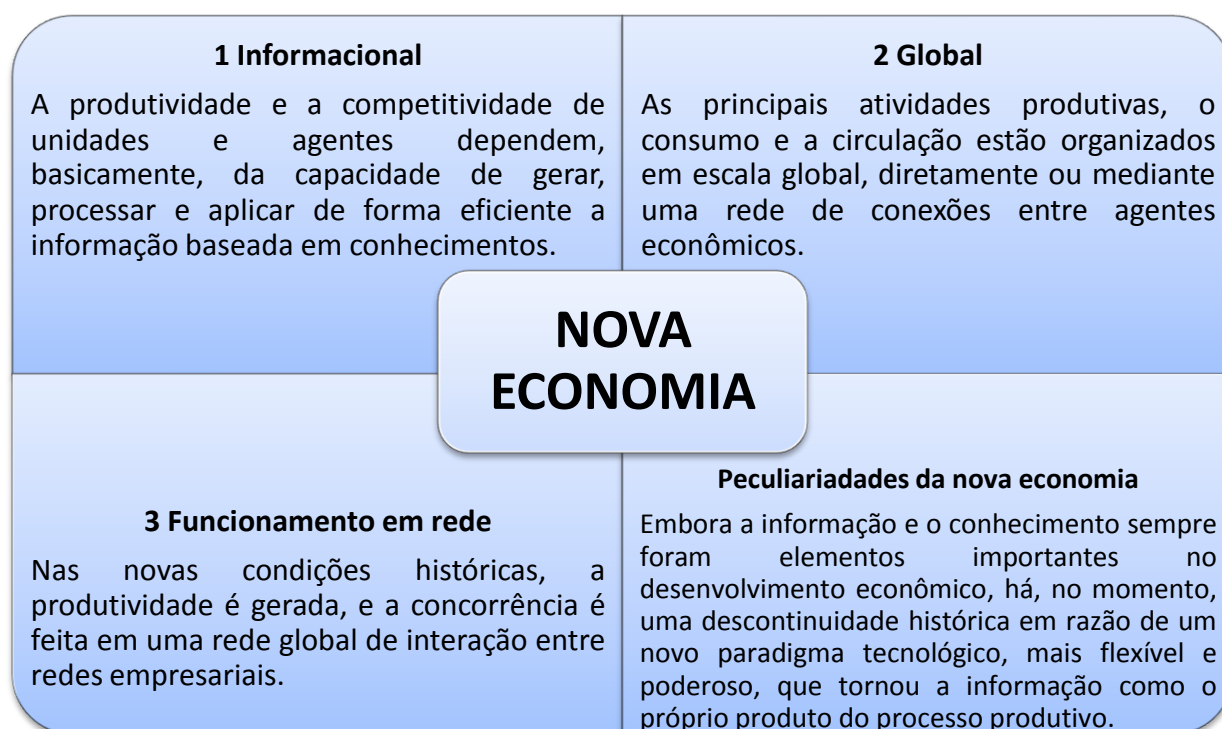 1 Informacional
A produtividade e a competitividade de
unidades e agentes dependem,
basicamente, da capacidade de gerar,
processar e aplicar de forma eficiente a
informação baseada em conhecimentos.
2 Global
As principais atividades produtivas, o
consumo e a circulação estão organizados
em escala global, diretamente ou mediante
uma rede de conexões entre agentes
econômicos.
NOVA
ECONOMIA
3 Funcionamento em rede
Nas novas condições históricas, a
produtividade é gerada, e a concorrência é
feita em uma rede global de interação entre
redes empresariais.
Peculiariadades da nova economia
Embora a informação e o conhecimento sempre
foram elementos importantes no
desenvolvimento econômico, há, no momento,
uma descontinuidade histórica em razão de um
novo paradigma tecnológico, mais flexível e
poderoso, que tornou a informação como o
próprio produto do processo produtivo.